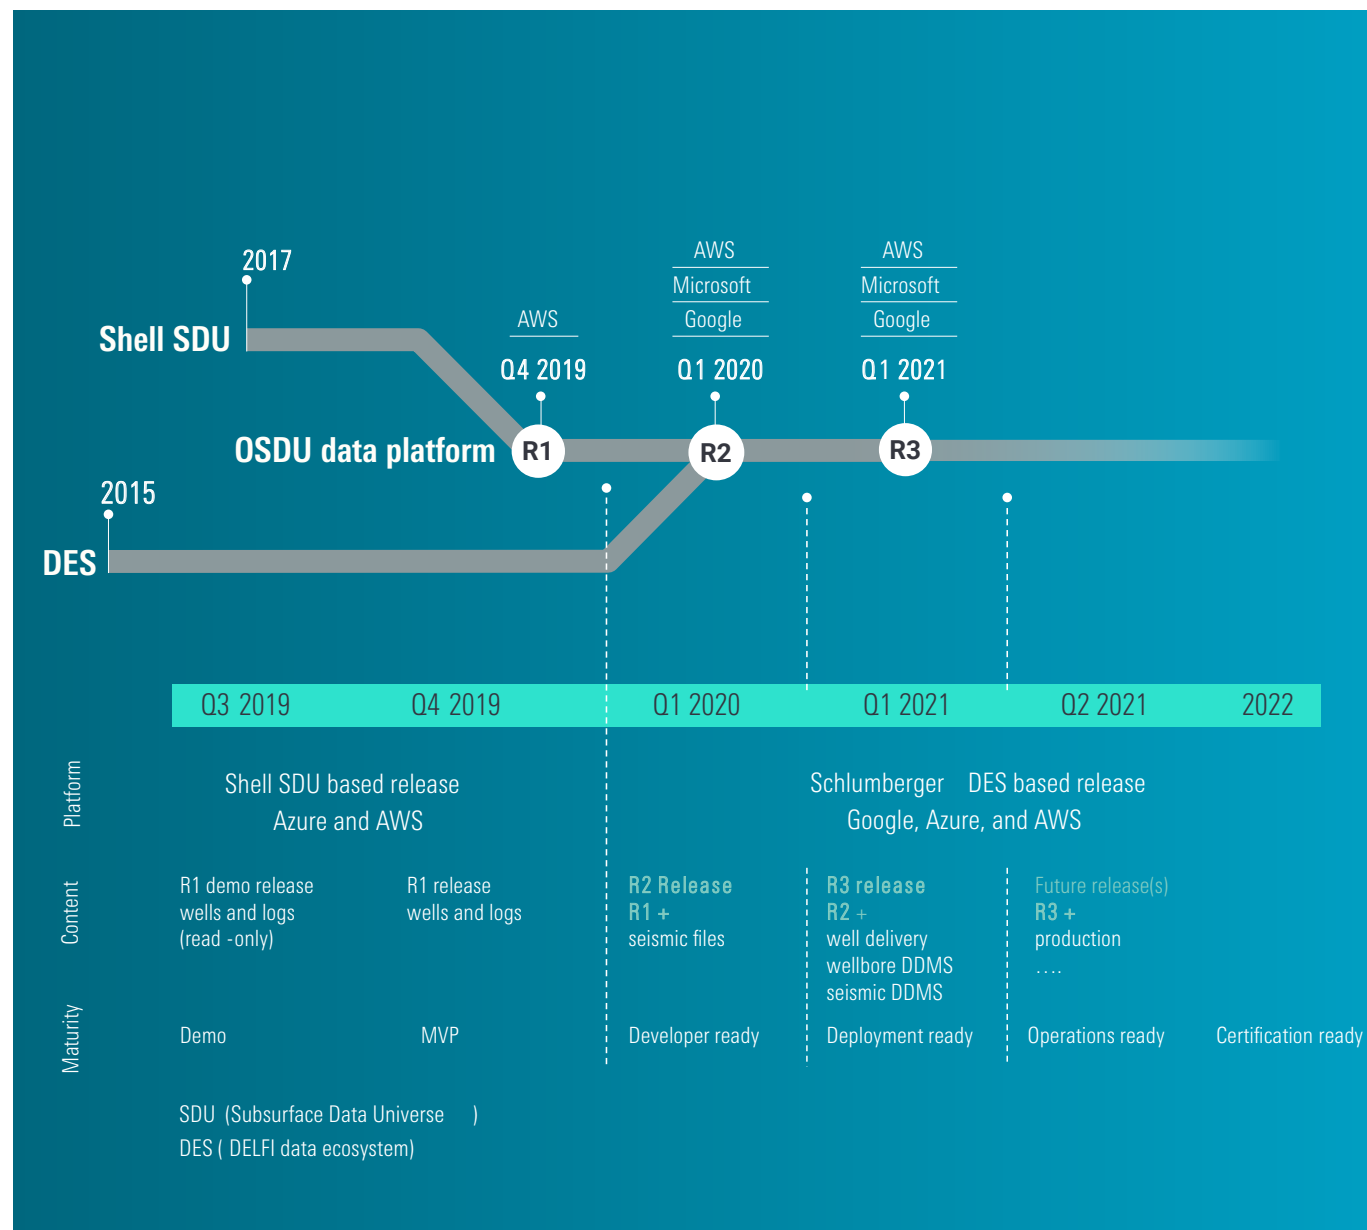 2017
Shell SDU
AWS
Q4 2019
AWS
Microsoft
Google
Q1 2020
AWS
Microsoft
Google
Q1 2021
OSDU data platform
R1
R2
R3
2015
DES
Q3 2019
Q4 2019
Q1 2020
Q1 2021
Q2 2021
2022
Platform
Shell SDU based release
Azure and AWS
Schlumberger DES based release
Google, Azure, and AWS
Content
R1 demo release
wells and logs
(read -only)
R1 release
wells and logs
R2 Release
R1 +
seismic files
R3 release
R2 +
well delivery
wellbore DDMS
seismic DDMS
Future release(s)
R3 +
production
....
Maturity
Demo
MVP
Developer ready
Deployment ready
Operations ready
Certification ready
SDU (Subsurface Data Universe )
DES ( DELFI data ecosystem)